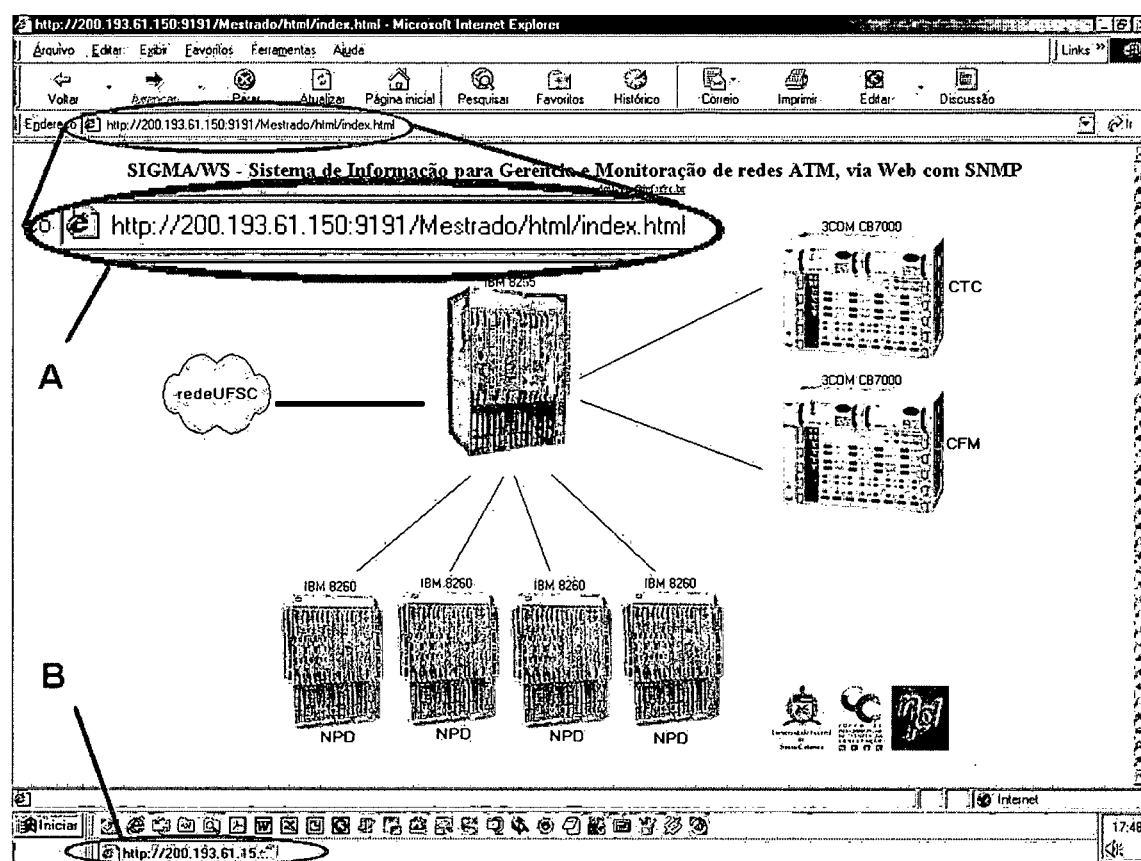 http://200.193.61.150:9191/Mestrado/html/index.html - Microsoft Internet Explorer
Arquivo Editar Exibir Favoritos Ferramentas Ajuda Links »
Voltar Avançar Parar Atualizar Página inicial Pesquisar Favoritos Histórico Correio Imprimir Editar Discussão
Endereço http://200.193.61.150:9191/Mestrado/html/index.html Ir
SIGMA/WS - Sistema de Informação para Gerência e Monitoração de redes ATM, via Web com SNMP
http://200.193.61.150:9191/Mestrado/html/index.html
3COM CB7000
CTC
IBM 8265
A
redeUFSC
3COM CB7000
CFM
IBM 8260 IBM 8260 IBM 8260 IBM 8260
B
NPD NPD NPD NPD
Internet
Iniciar
17:48
http://200.193.61.15